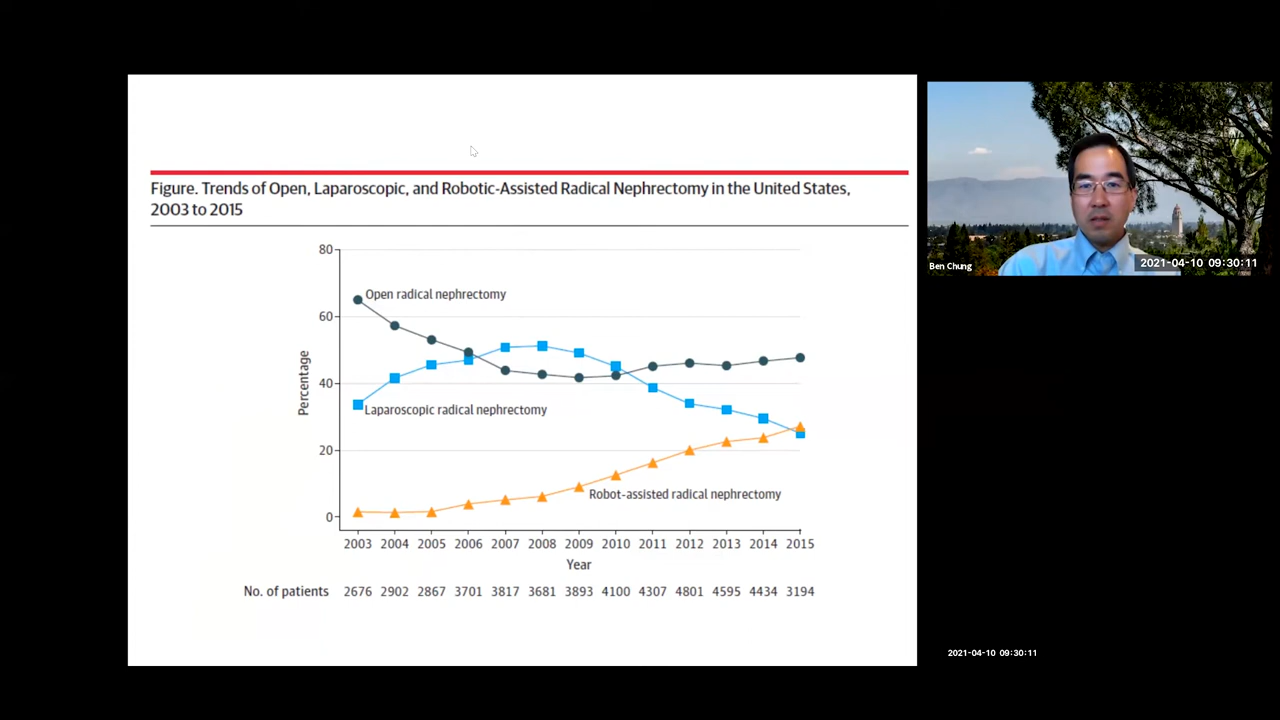 Figure. Trends of Open, Laparoscopic, and Robotic-Assisted Radical Nephrectomy in the United States,
2003 to 2015
80
60
40
20
0
Percentage
Open radical nephrectomy
Laparoscopic radical nephrectomy
Robot-assisted radical nephrectomy
2003 2004 2005 2006 2007 2008 2009 2010 2011 2012 2013 2014 2015
Year
No. of patients 2676 2902 2867 3701 3817 3681 3893 4100 4307 4801 4595 4434 3194
Ben Chung
2021-04-10 09:30:11
2021-04-10 09:30:11